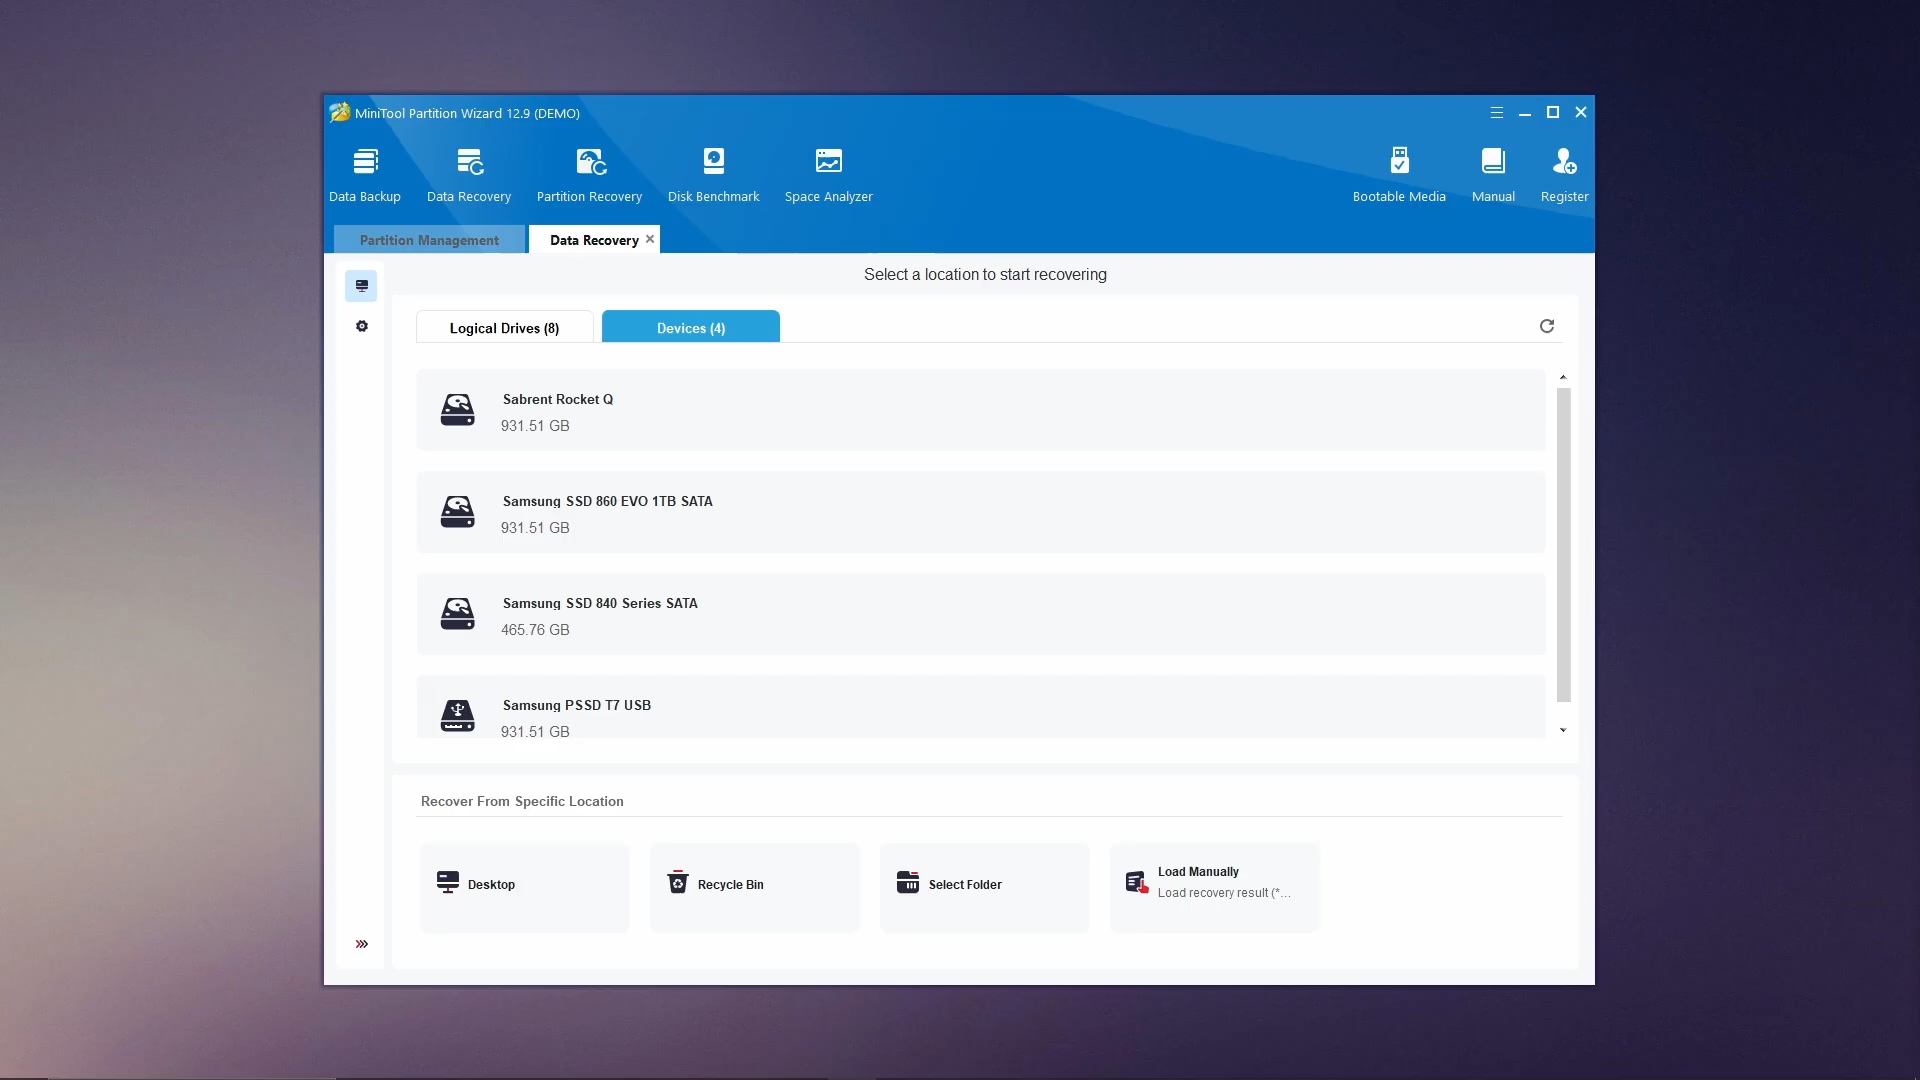 MiniTool Partition Wizard 12.9 (DEMO)
Data Backup
Data Recovery
Partition Recovery
Disk Benchmark
Space Analyzer
Bootable Media
Manual
Register
Partition Management
Data Recovery
Select a location to start recovering
Logical Drives (8)
Devices (4)
Sabrent Rocket Q
931.51 GB
Samsung SSD 860 EVO 1TB SATA
931.51 GB
Samsung SSD 840 Series SATA
465.76 GB
Samsung PSSD T7 USB
931.51 GB
Recover From Specific Location
Desktop
Recycle Bin
Select Folder
Load Manually
Load recovery result (*...